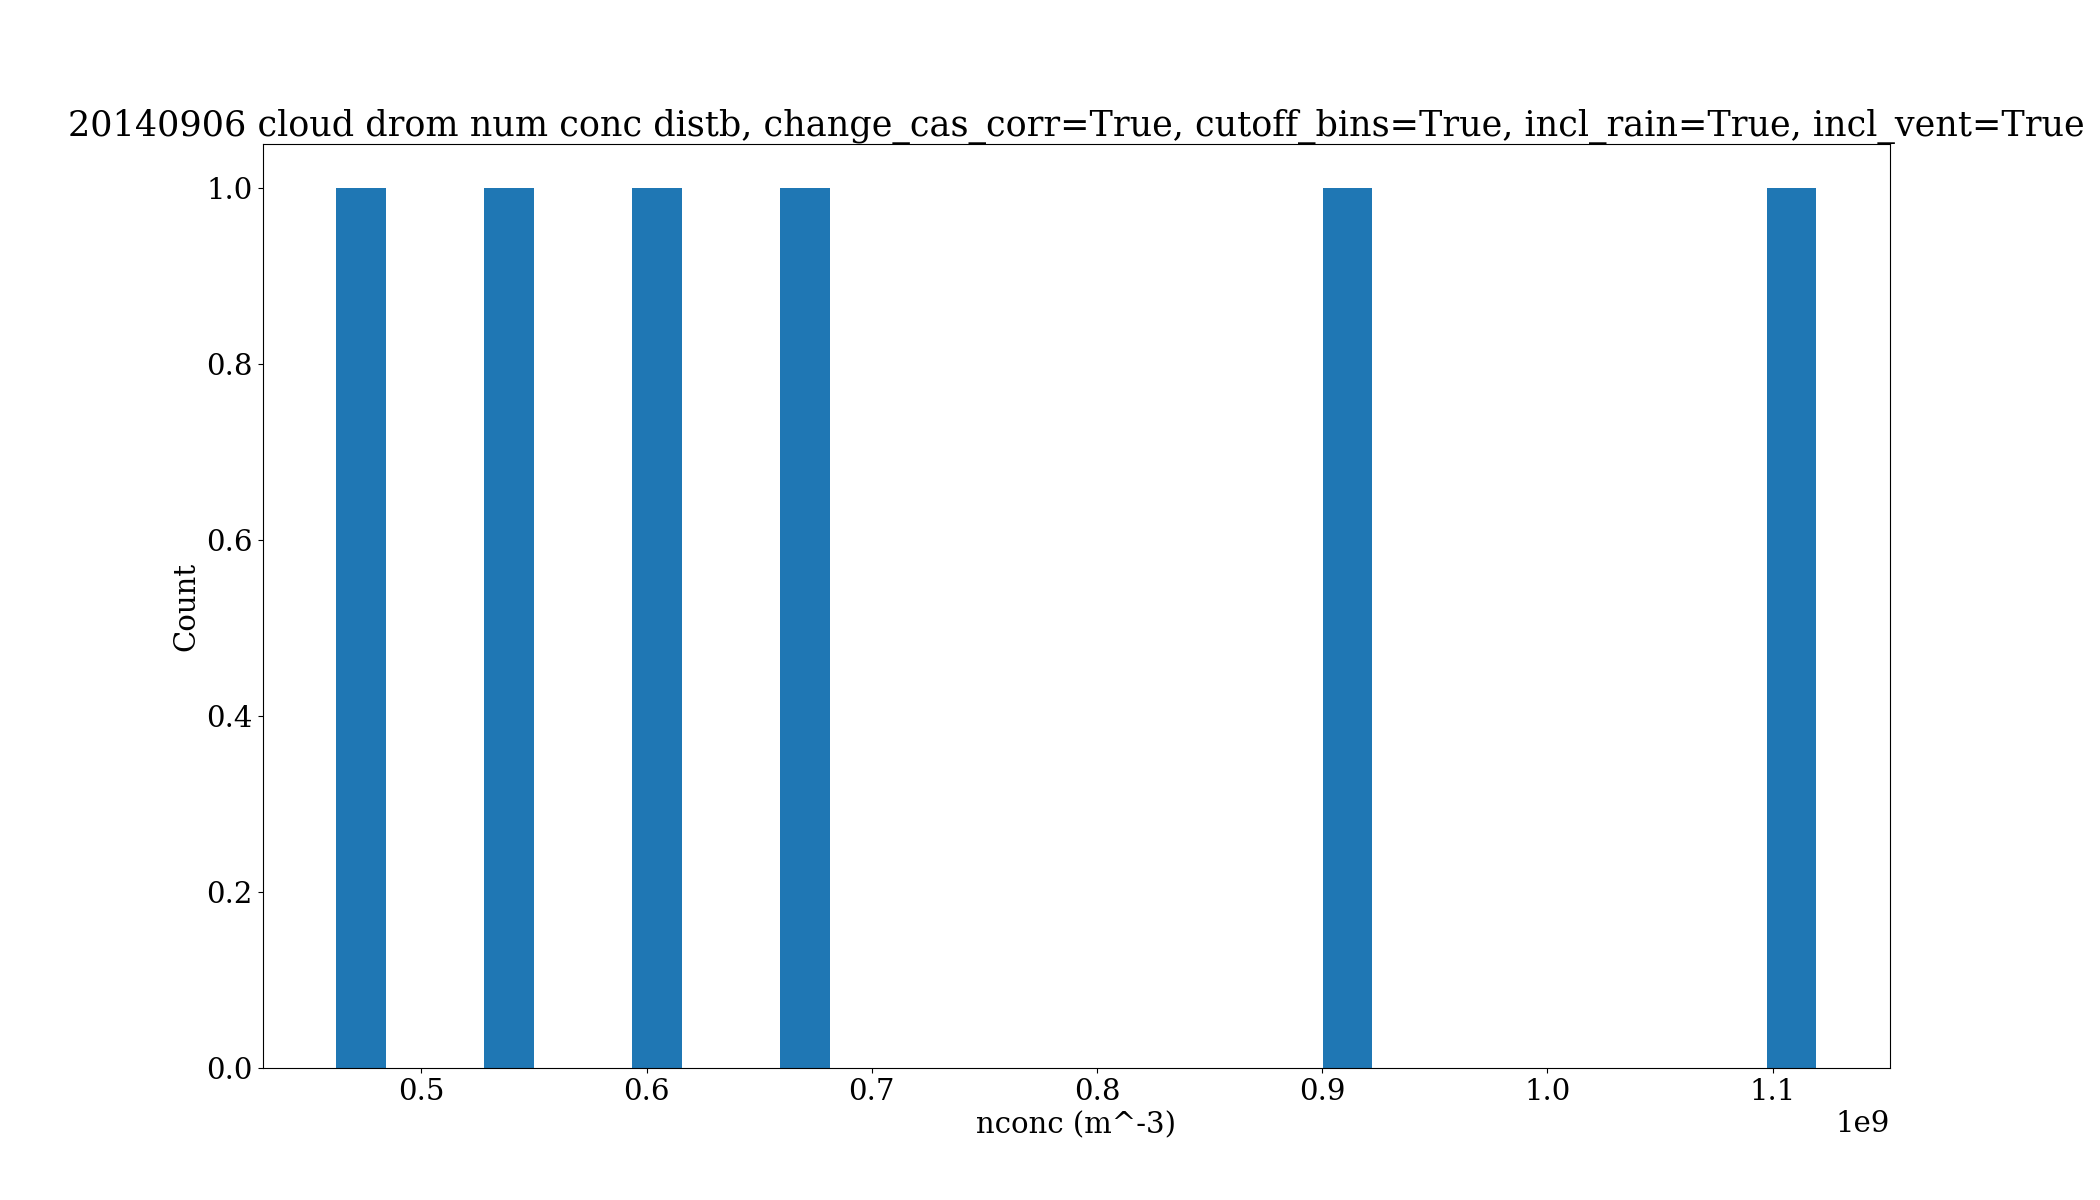 20140906 cloud drom num conc distb, change_cas_corr=True, cutoff_bins=True, incl_rain=True, incl_vent=True
1.0
0.8
0.6
0.4
0.2
0.0
Count
0.5 0.6 0.7 0.8 0.9 1.0 1.1
nconc (m^-3)
1e9